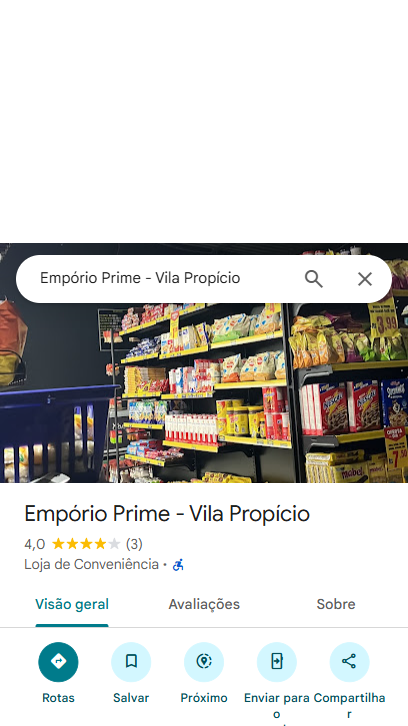 Empório Prime - Vila Propício
Empório Prime - Vila Propício
4,0 (3)
Loja de Conveniência ·
Visão geral Avaliações Sobre
Rotas Salvar Próximo Enviar para o Compartilhar